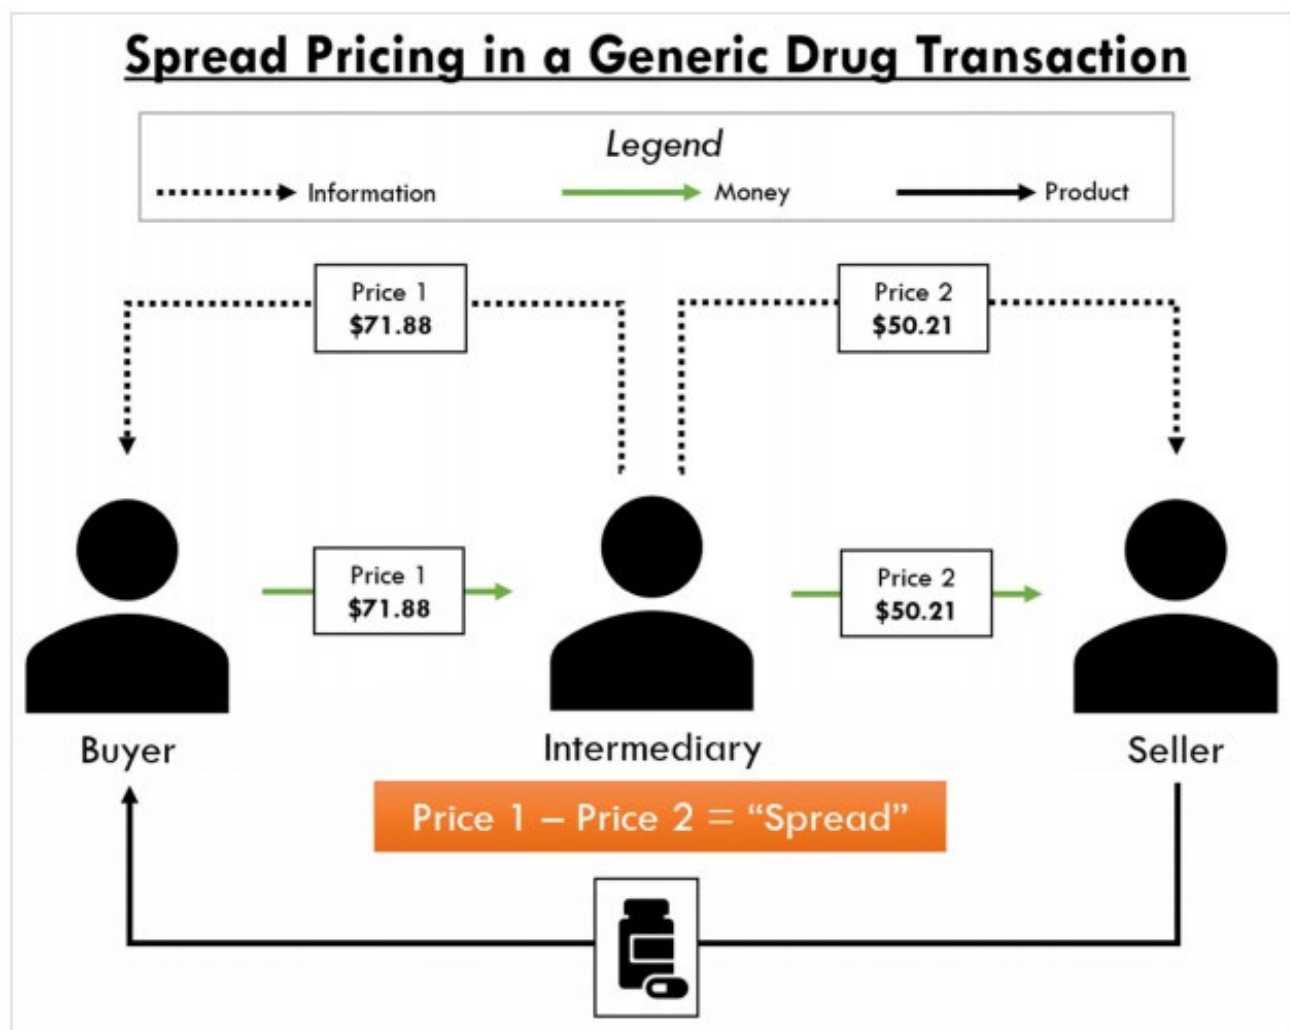 Spread Pricing in a Generic Drug Transaction
Legend
Information
Money
Product
Price 1
$71.88
Price 2
$50.21
Price 1
$71.88
Price 2
$50.21
Buyer
Intermediary
Seller
Price 1 – Price 2 = “Spread”